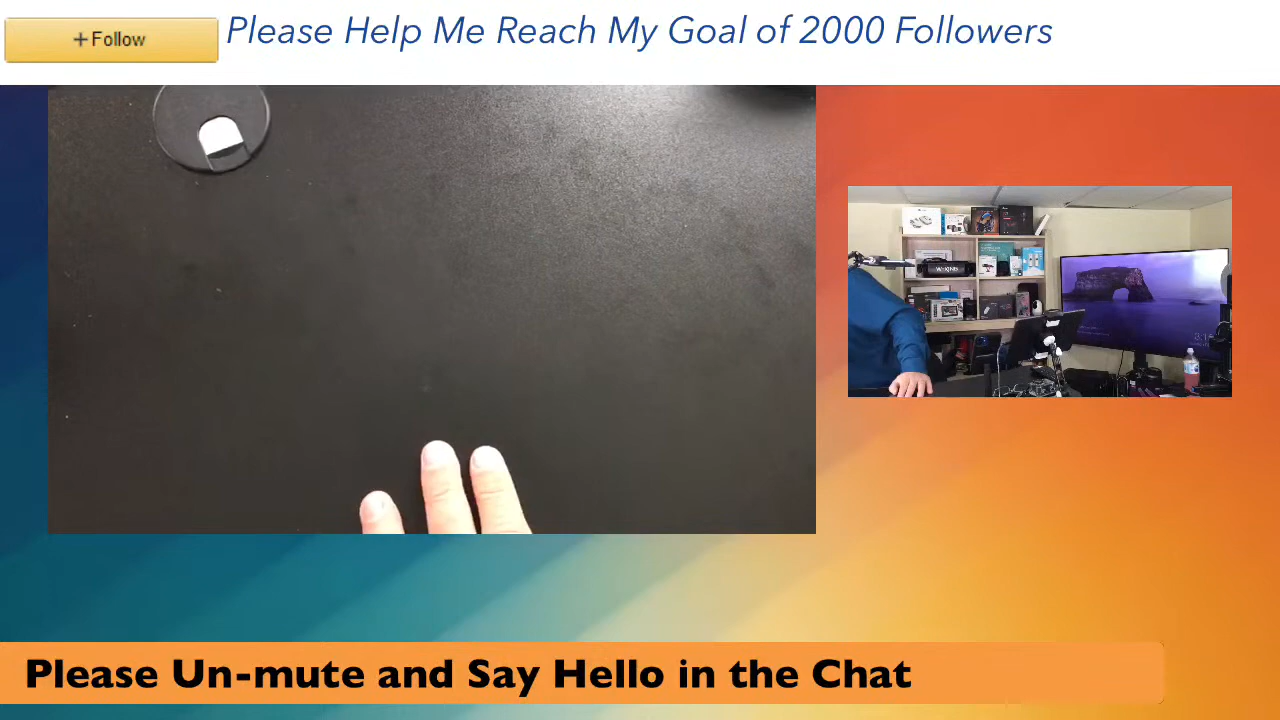 +Follow
Please Help Me Reach My Goal of 2000 Followers
Please Un-mute and Say Hello in the Chat